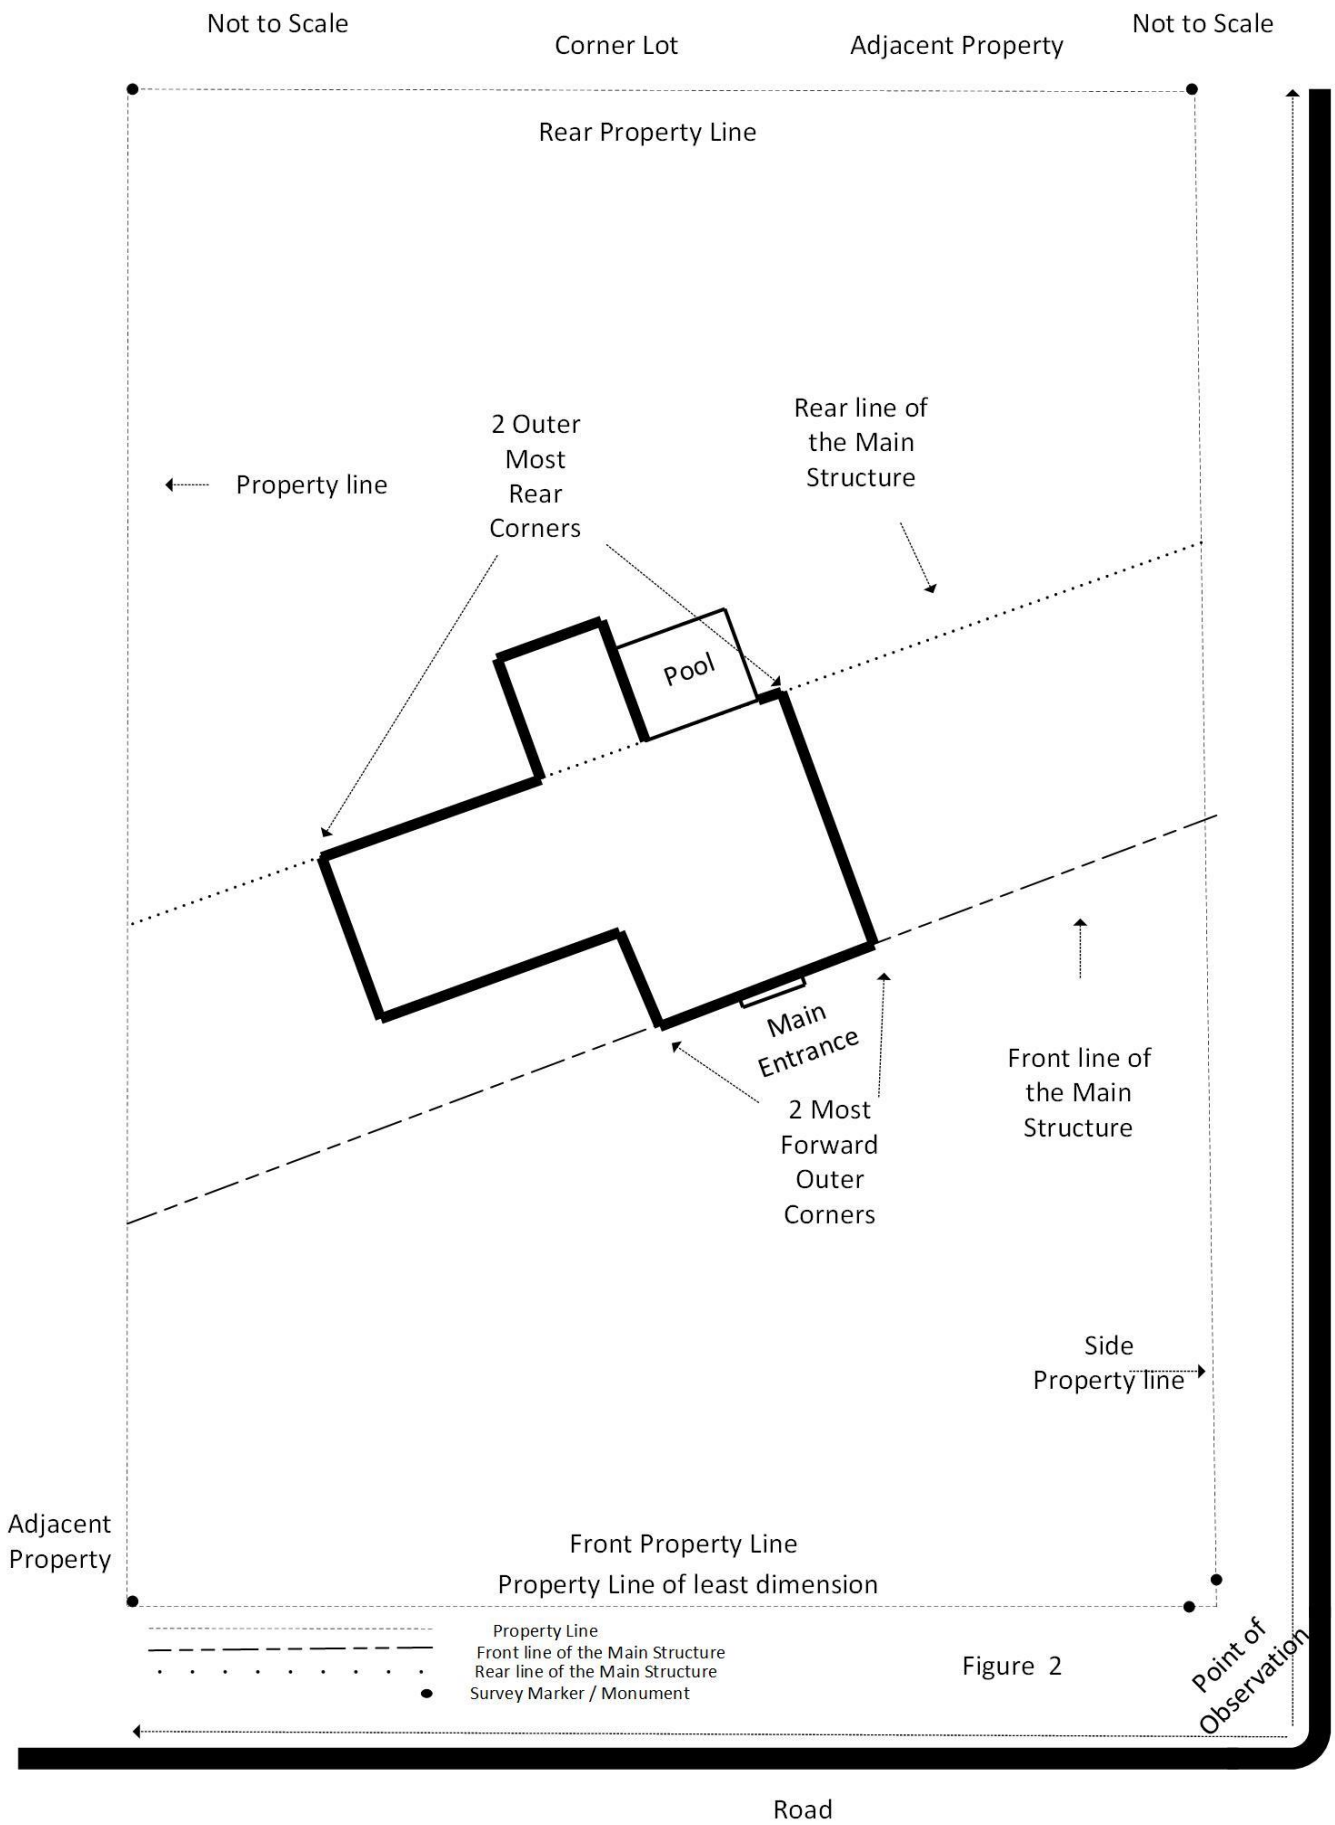 Not to Scale
Corner Lot
Adjacent Property
Not to Scale
Rear Property Line
2 Outer
Most
Rear
Corners
Rear line of
the Main
Structure
Property line
Pool
Main
Entrance
2 Most
Forward
Outer
Corners
Front line of
the Main
Structure
Side
Property line
Adjacent
Property
Front Property Line
Property Line of least dimension
Property Line
Front line of the Main Structure
Rear line of the Main Structure
Survey Marker / Monument
Figure 2
Point of
Observation
Road